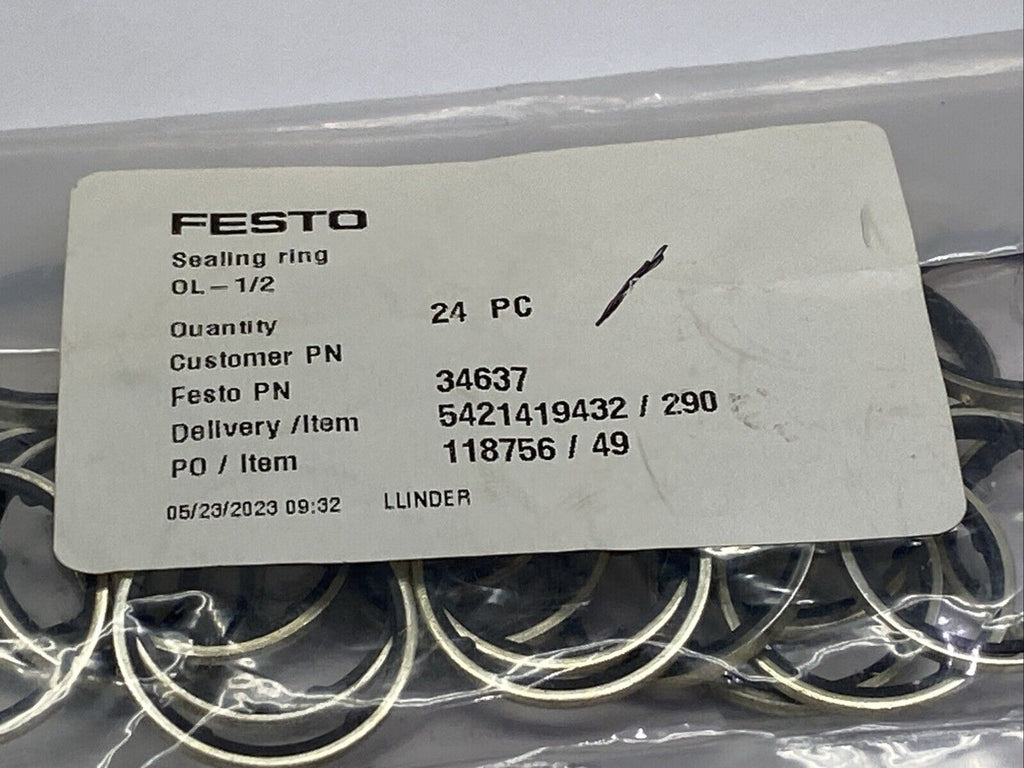 FESTO
Sealing ring
OL-1/2
Quantity 24 PC
Customer PN
Festo PN 34637
Delivery /Item 5421419432 / 290
PO / Item 118756 / 49
05/23/2023 09:32 LLINDER